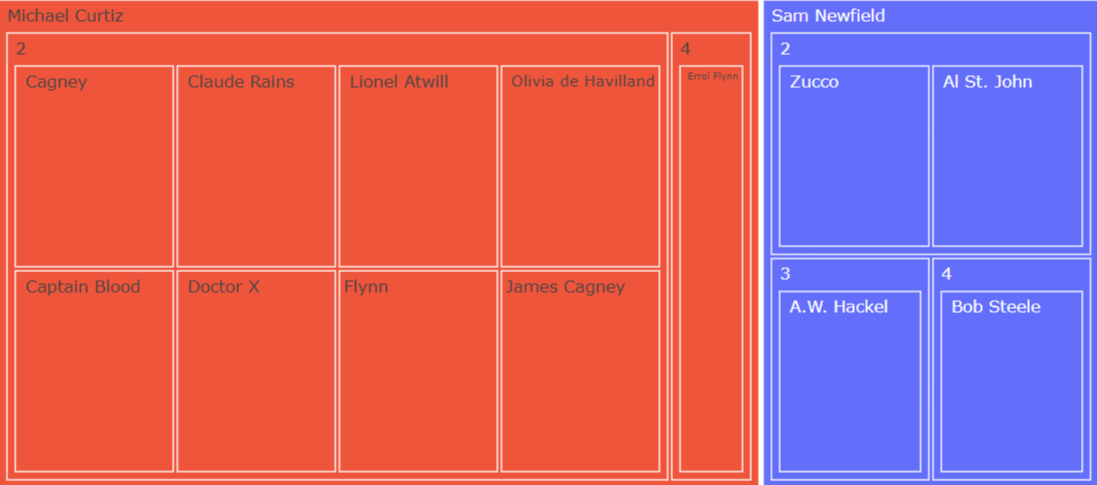 Michael Curtiz
2
Cagney
Claude Rains
Lionel Atwill
Olivia de Havilland
Captain Blood
Doctor X
Flynn
James Cagney
4
Errol Flynn
Sam Newfield
2
Zucco
Al St. John
3
A.W. Hackel
4
Bob Steele